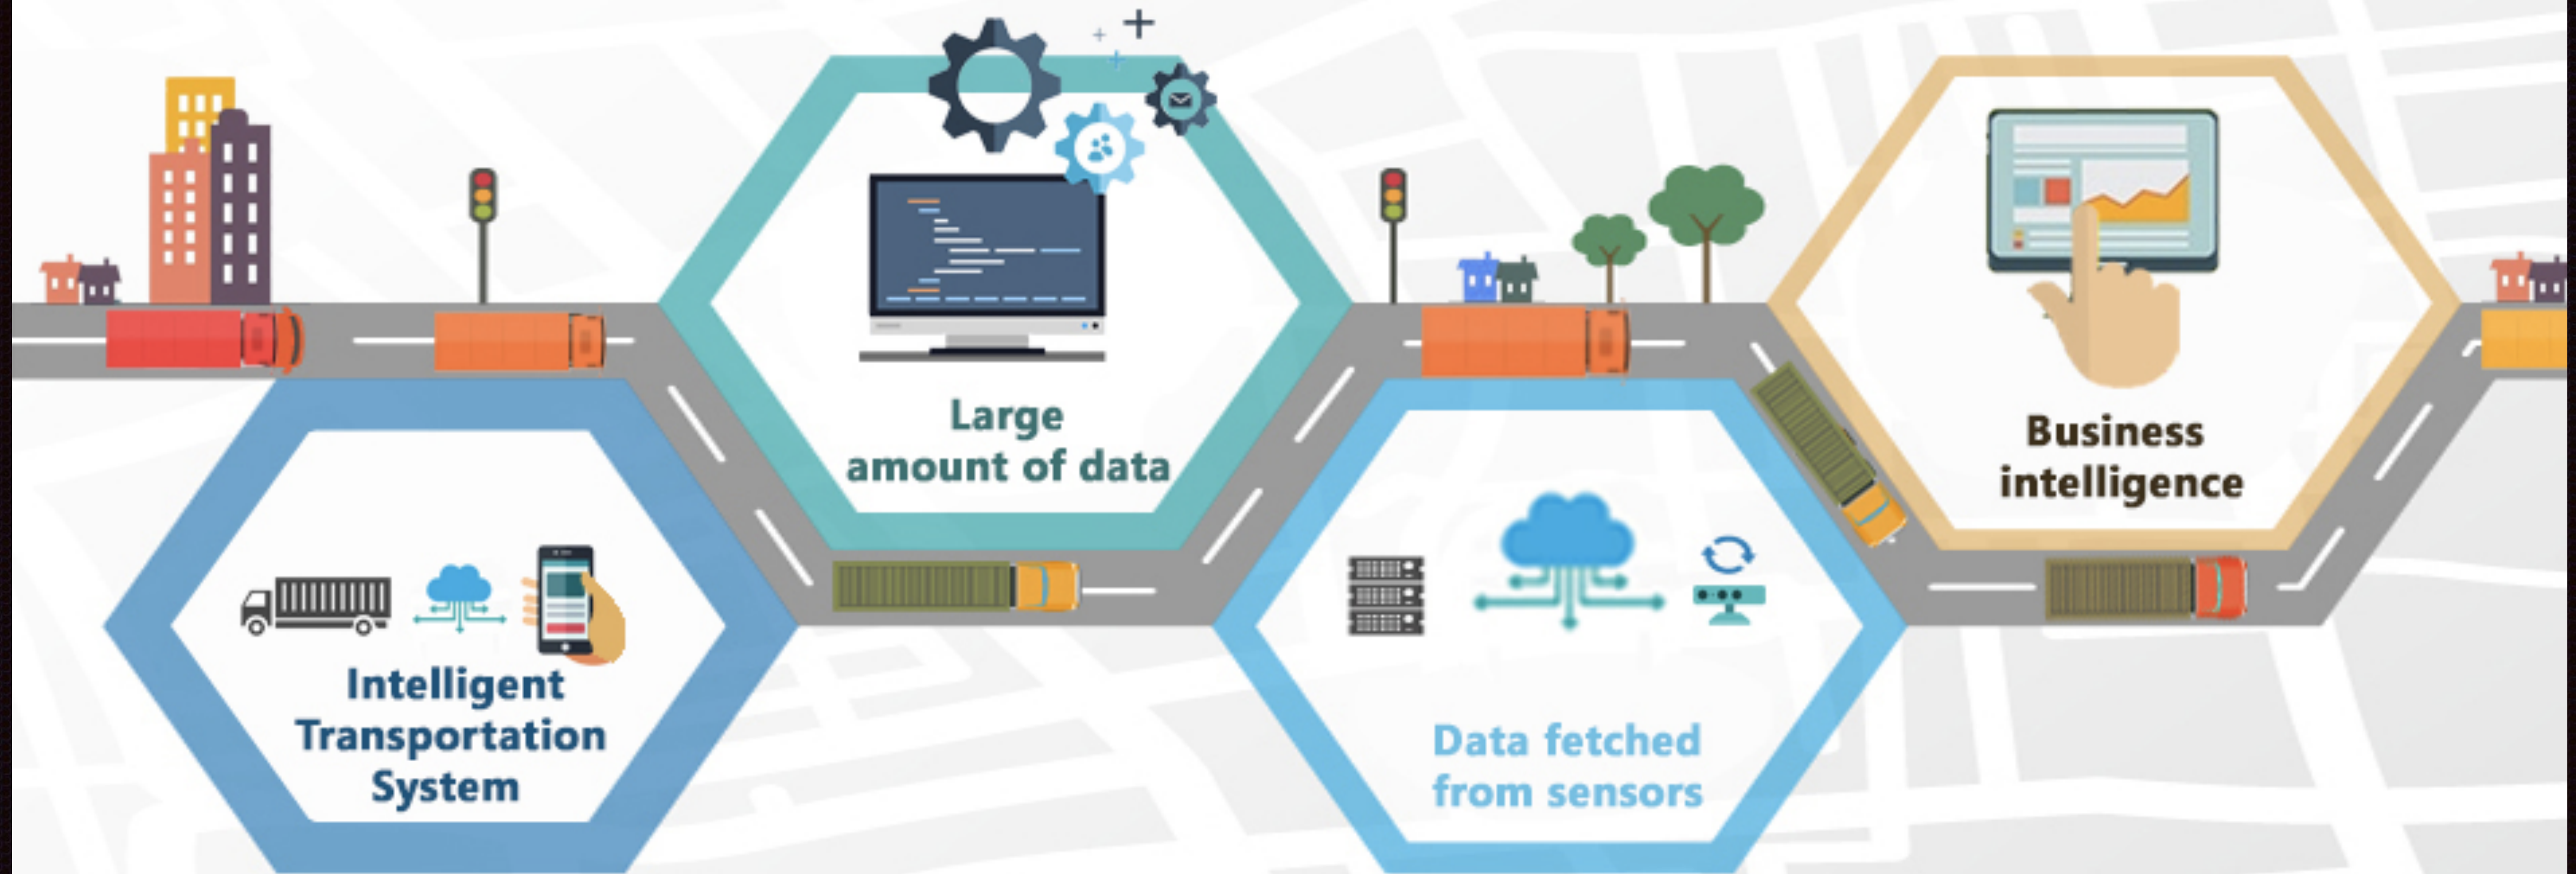 Intelligent
Transportation
System
Large
amount of data
Data fetched
from sensors
Business
intelligence